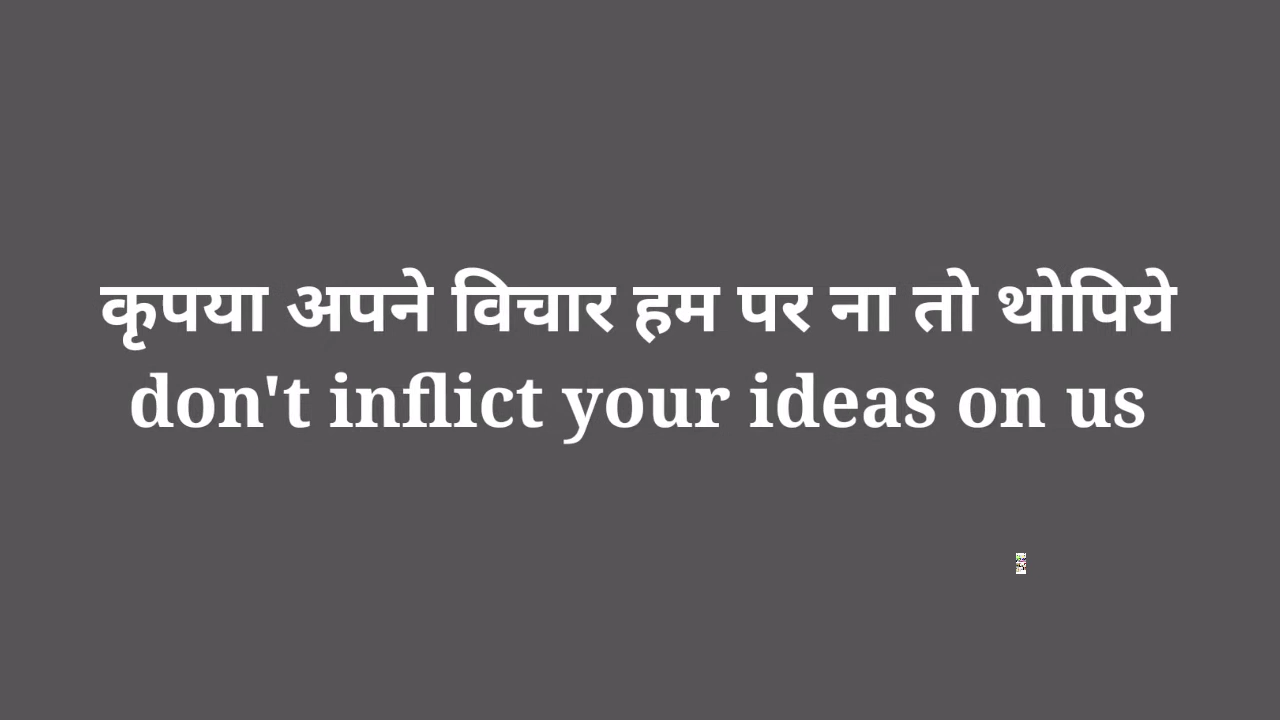 कृपया अपने विचार हम पर ना तो थोपिये
don't inflict your ideas on us